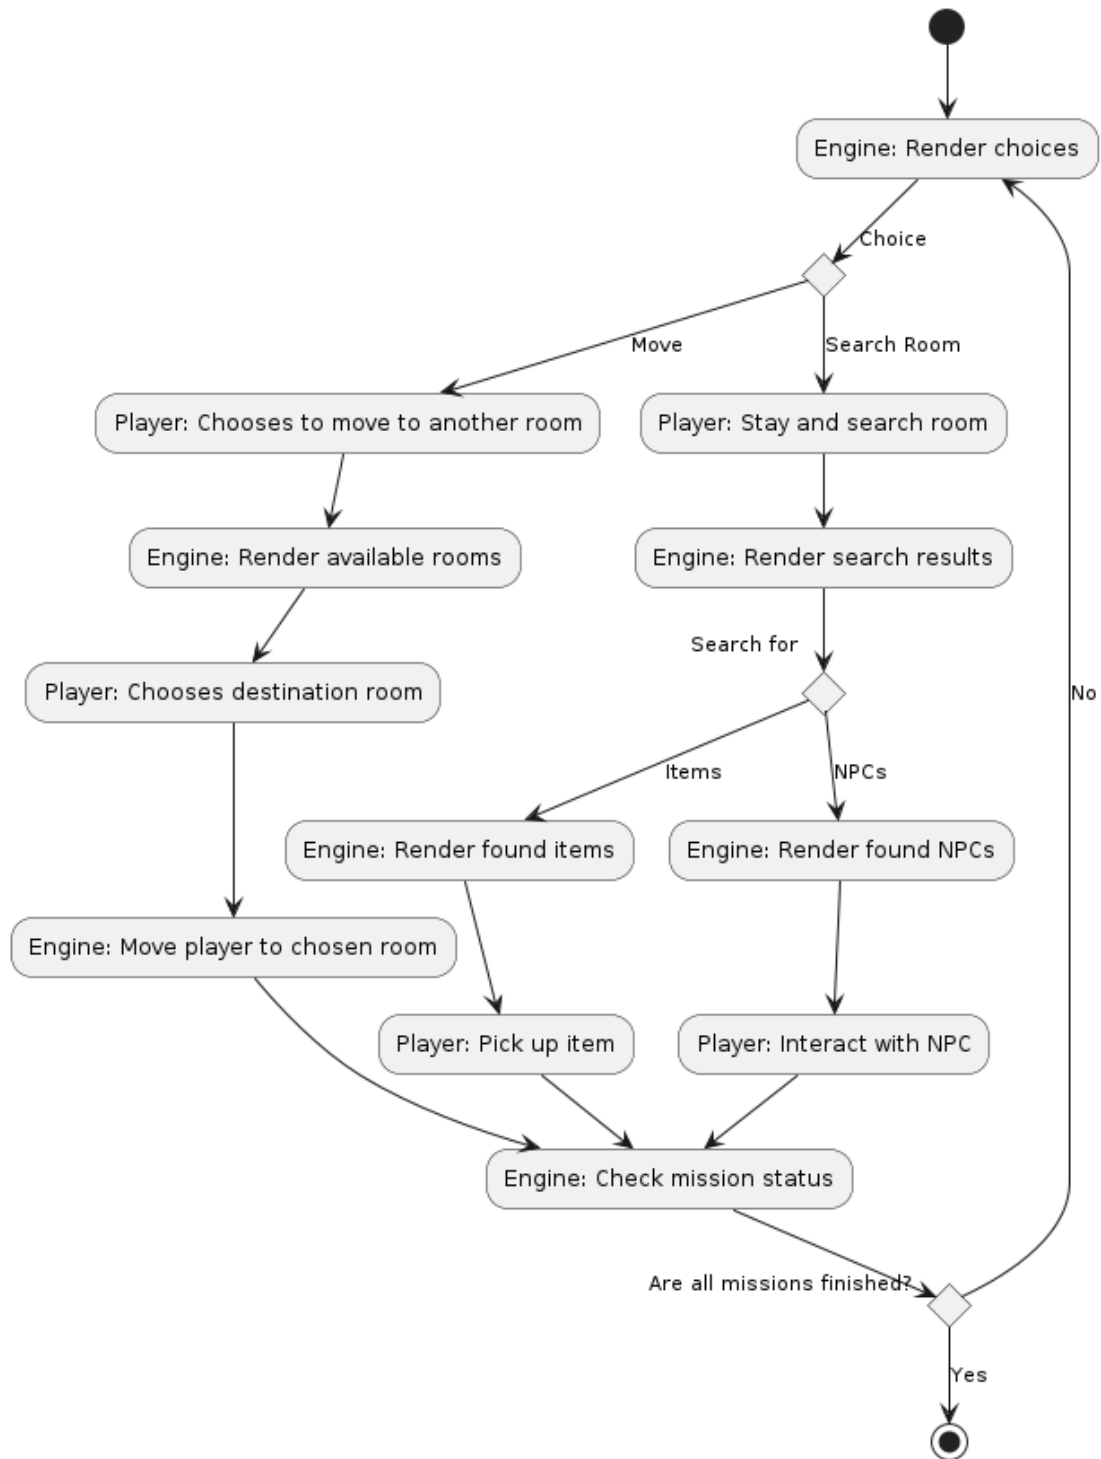 Engine: Render choices
Choice
Move
Search Room
Player: Chooses to move to another room
Player: Stay and search room
Engine: Render available rooms
Engine: Render search results
Search for
Player: Chooses destination room
No
Items
NPCs
Engine: Render found items
Engine: Render found NPCs
Engine: Move player to chosen room
Player: Pick up item
Player: Interact with NPC
Engine: Check mission status
Are all missions finished?
Yes